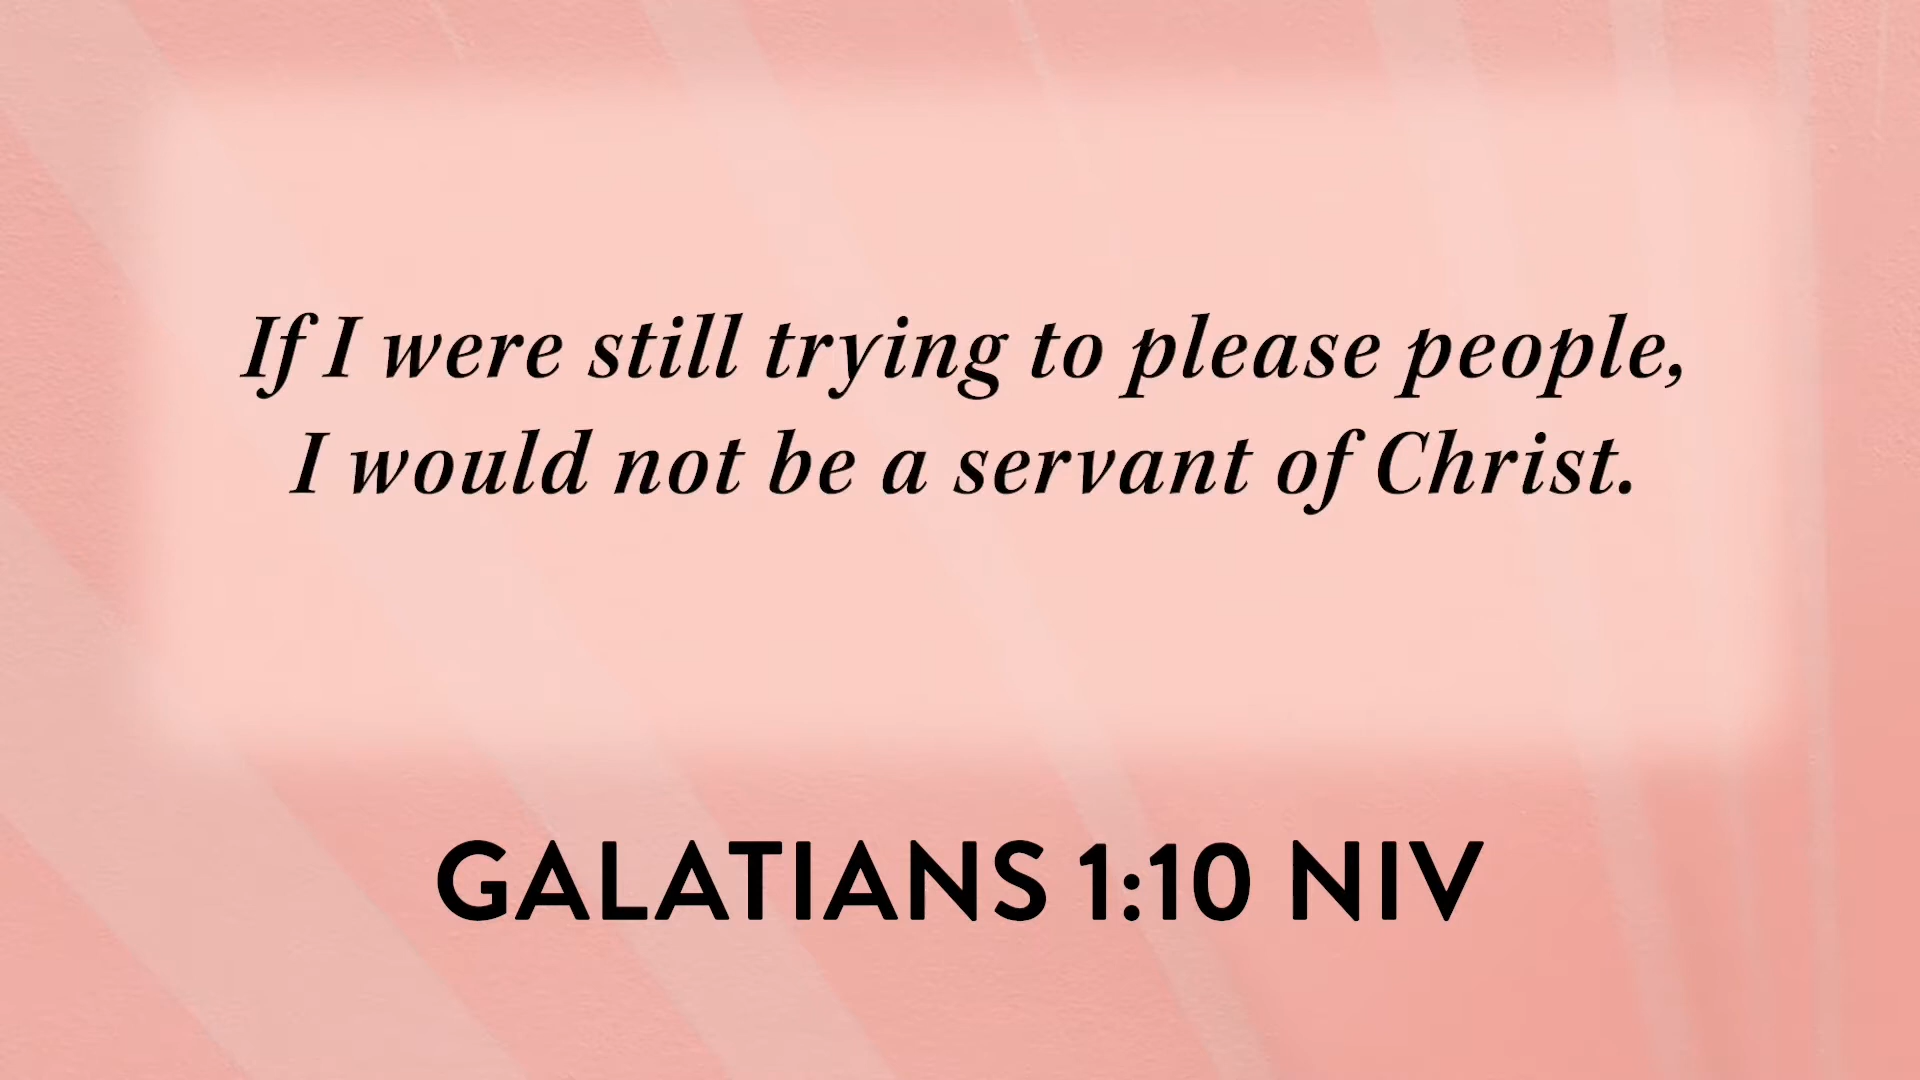 If I were still trying to please people,
I would not be a servant of Christ.
GALATIANS 1:10 NIV